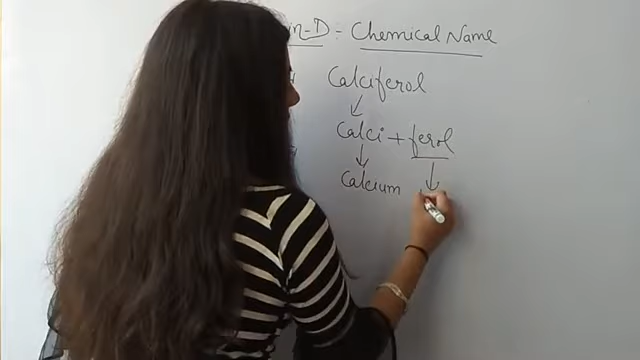 m-D - Chemical Name
Calciferol
Calci + ferol
Calcium